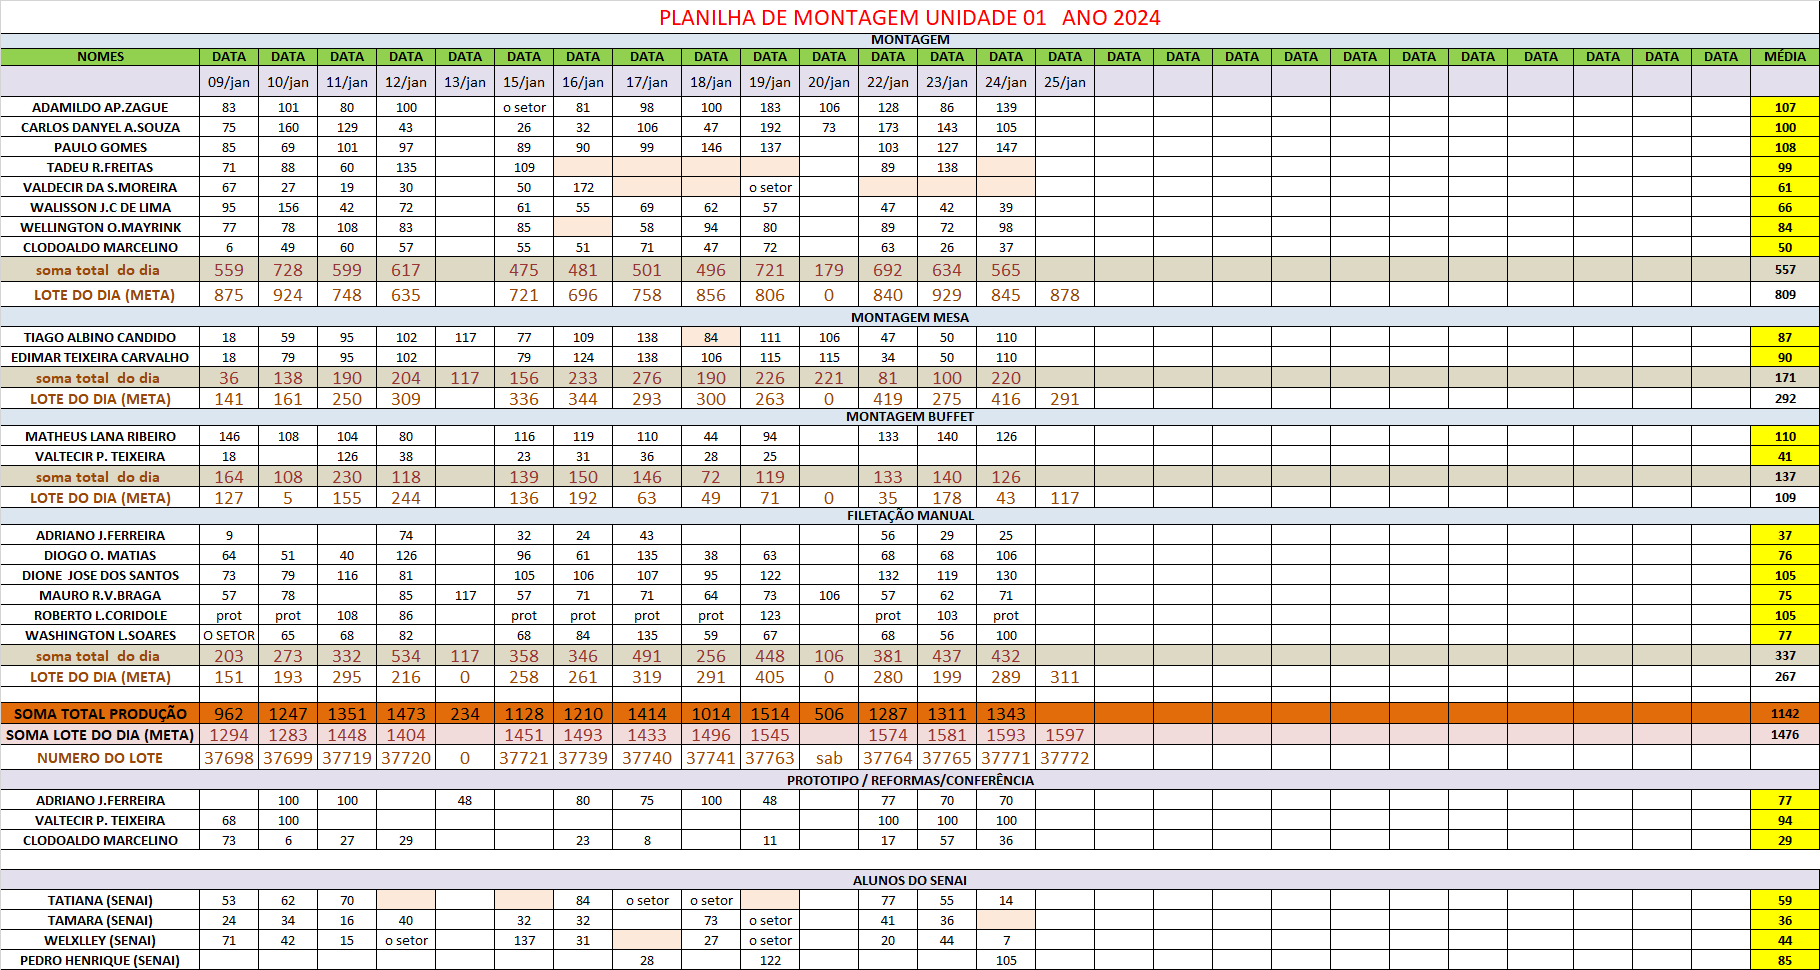 PLANILHA DE MONTAGEM UNIDADE 01 ANO 2024
MONTAGEM
NOMES DATA DATA DATA DATA DATA DATA DATA DATA DATA DATA DATA DATA DATA DATA DATA DATA DATA DATA DATA DATA DATA DATA DATA DATA DATA DATA MÉDIA
09/jan 10/jan 11/jan 12/jan 13/jan 15/jan 16/jan 17/jan 18/jan 19/jan 20/jan 22/jan 23/jan 24/jan 25/jan
ADAMILDO AP.ZAGUE 83 101 80 100 o setor 81 98 100 183 106 128 86 139 107
CARLOS DANYEL A.SOUZA 75 160 129 43 26 32 106 47 192 73 173 143 105 100
PAULO GOMES 85 69 101 97 89 90 99 146 137 103 127 147 108
TADEU R.FREITAS 71 88 60 135 109 89 138 99
VALDECIR DA S.MOREIRA 67 27 19 30 50 172 o setor 61
WALISSON J.C DE LIMA 95 156 42 72 61 55 69 62 57 47 42 39 66
WELLINGTON O.MAYRINK 77 78 108 83 85 58 94 80 89 72 98 84
CLODOALDO MARCELINO 6 49 60 57 55 51 71 47 72 63 26 37 50
soma total do dia 559 728 599 617 475 481 501 496 721 179 692 634 565 557
LOTE DO DIA (META) 875 924 748 635 721 696 758 856 806 0 840 929 845 878 809
MONTAGEM MESA
TIAGO ALBINO CANDIDO 18 59 95 102 117 77 109 138 84 111 106 47 50 110 87
EDIMAR TEIXEIRA CARVALHO 18 79 95 102 79 124 138 106 115 115 34 50 110 90
soma total do dia 36 138 190 204 117 156 233 276 190 226 221 81 100 220 171
LOTE DO DIA (META) 141 161 250 309 336 344 293 300 263 0 419 275 416 291 292
MONTAGEM BUFFET
MATHEUS LANA RIBEIRO 146 108 104 80 116 119 110 44 94 133 140 126 110
VALTECIR P. TEIXEIRA 18 126 38 23 31 36 28 25 41
soma total do dia 164 108 230 118 139 150 146 72 119 133 140 126 137
LOTE DO DIA (META) 127 5 155 244 136 192 63 49 71 0 35 178 43 117 109
FILETAÇÃO MANUAL
ADRIANO J.FERREIRA 9 74 32 24 43 56 29 25 37
DIOGO O. MATIAS 64 51 40 126 96 61 135 38 63 68 68 106 76
DIONE JOSE DOS SANTOS 73 79 116 81 105 106 107 95 122 132 119 130 105
MAURO R.V.BRAGA 57 78 85 117 57 71 71 64 73 106 57 62 71 75
ROBERTO L.CORIDOLE prot prot 108 86 prot prot prot prot 123 prot 103 prot 105
WASHINGTON L.SOARES O SETOR 65 68 82 68 84 135 59 67 68 56 100 77
soma total do dia 203 273 332 534 117 358 346 491 256 448 106 381 437 432 337
LOTE DO DIA (META) 151 193 295 216 0 258 261 319 291 405 0 280 199 289 311 267
SOMA TOTAL PRODUÇÃO 962 1247 1351 1473 234 1128 1210 1414 1014 1514 506 1287 1311 1343 1142
SOMA LOTE DO DIA (META) 1294 1283 1448 1404 1451 1493 1433 1496 1545 1574 1581 1593 1597 1476
NUMERO DO LOTE 37698 37699 37719 37720 0 37721 37739 37740 37741 37763 sab 37764 37765 37771 37772
PROTOTIPO / REFORMAS/CONFERÊNCIA
ADRIANO J.FERREIRA 100 100 48 80 75 100 48 77 70 70 77
VALTECIR P. TEIXEIRA 68 100 100 100 100 94
CLODOALDO MARCELINO 73 6 27 29 23 8 11 17 57 36 29
ALUNOS DO SENAI
TATIANA (SENAI) 53 62 70 84 o setor o setor 77 55 14 59
TAMARA (SENAI) 24 34 16 40 32 32 73 o setor 41 36 36
WELXLLEY (SENAI) 71 42 15 o setor 137 31 27 o setor 20 44 7 44
PEDRO HENRIQUE (SENAI) 28 122 105 85